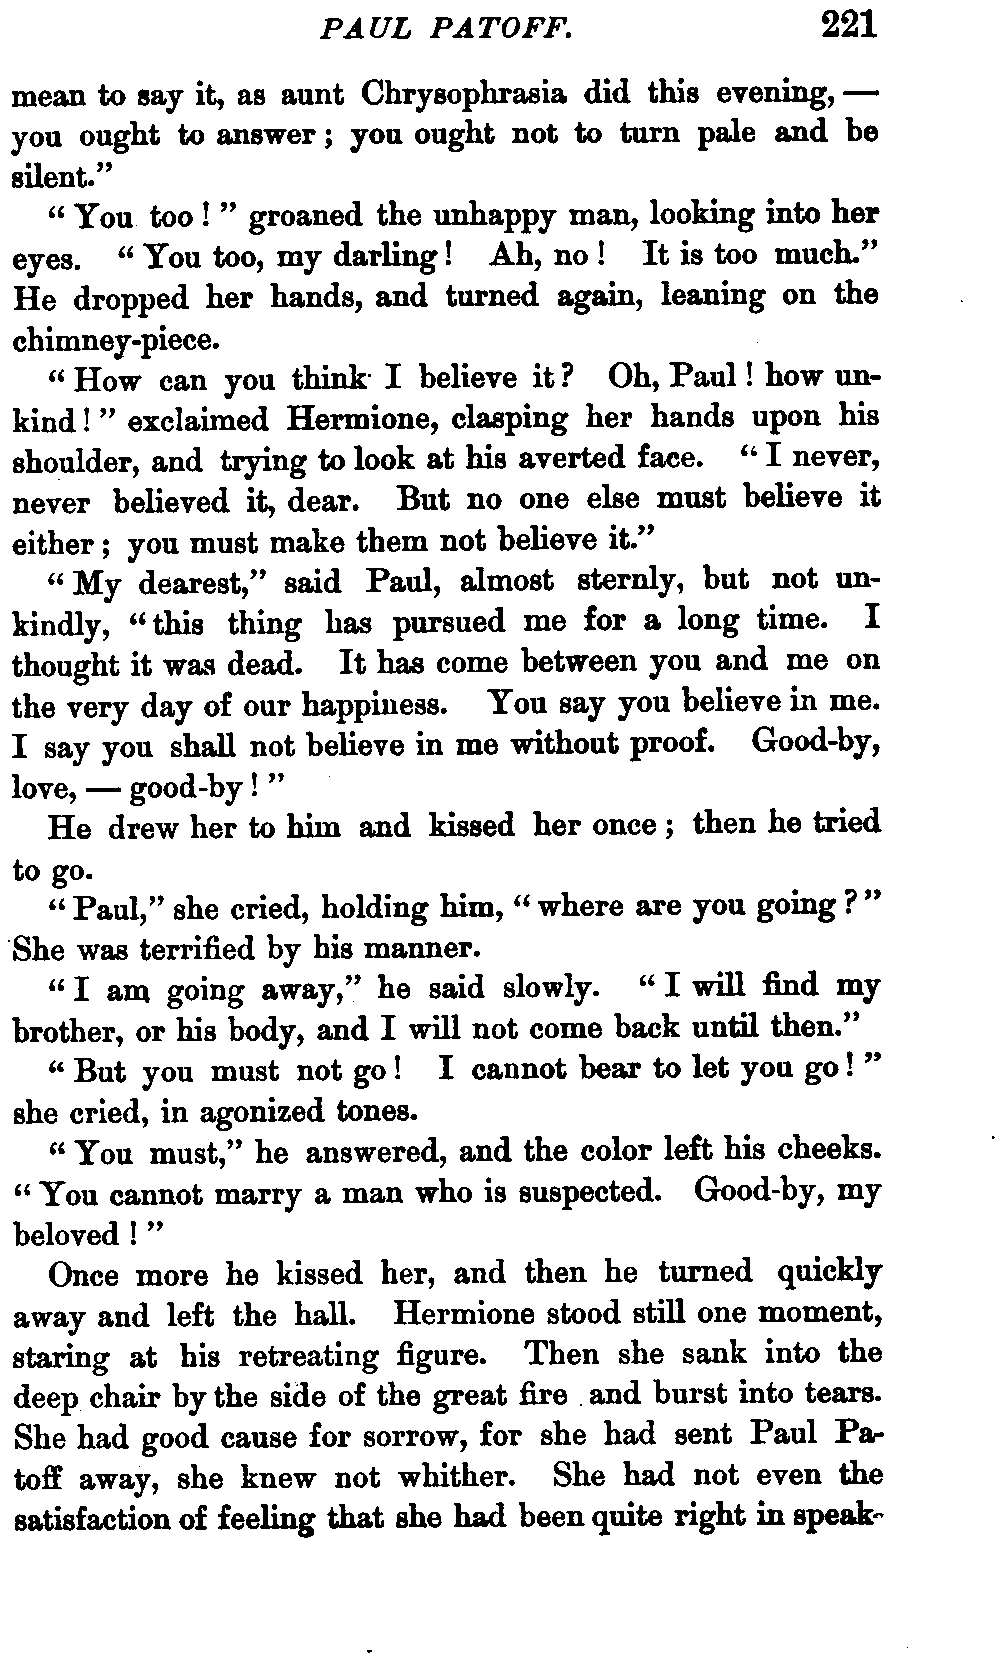 PAUL PATOFF. 221
mean to say it, as aunt Chrysophrasia did this evening, —
you ought to answer; you ought not to turn pale and be
silent."
"You too!" groaned the unhappy man, looking into her
eyes. "You too, my darling! Ah, no! It is too much."
He dropped her hands, and turned again, leaning on the
chimney-piece.
"How can you think I believe it? Oh, Paul! how un-
kind!" exclaimed Hermione, clasping her hands upon his
shoulder, and trying to look at his averted face. "I never,
never believed it, dear. But no one else must believe it
either; you must make them not believe it."
"My dearest," said Paul, almost sternly, but not un-
kindly, "this thing has pursued me for a long time. I
thought it was dead. It has come between you and me on
the very day of our happiness. You say you believe in me.
I say you shall not believe in me without proof. Good-by,
love, — good-by!"
He drew her to him and kissed her once; then he tried
to go.
"Paul," she cried, holding him, "where are you going?"
She was terrified by his manner.
"I am going away," he said slowly. "I will find my
brother, or his body, and I will not come back until then."
"But you must not go! I cannot bear to let you go!"
she cried, in agonized tones.
"You must," he answered, and the color left his cheeks.
"You cannot marry a man who is suspected. Good-by, my
beloved!"
Once more he kissed her, and then he turned quickly
away and left the hall. Hermione stood still one moment,
staring at his retreating figure. Then she sank into the
deep chair by the side of the great fire and burst into tears.
She had good cause for sorrow, for she had sent Paul Pa-
toff away, she knew not whither. She had not even the
satisfaction of feeling that she had been quite right in speak-